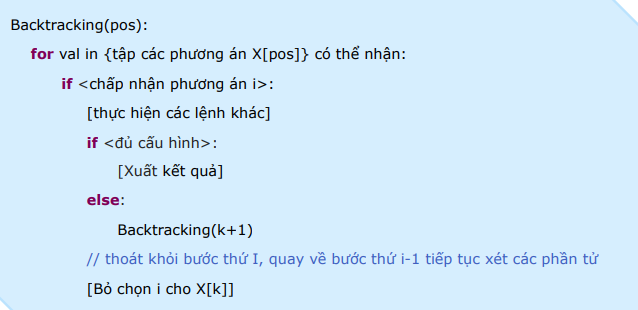 Backtracking(pos):
for val in {tập các phương án X[pos]} có thể nhận:
if <chấp nhận phương án i>:
[thực hiện các lệnh khác]
if <đủ cấu hình>:
[Xuất kết quả]
else:
Backtracking(k+1)
// thoát khỏi bước thứ I, quay về bước thứ i-1 tiếp tục xét các phần tử
[Bỏ chọn i cho X[k]]